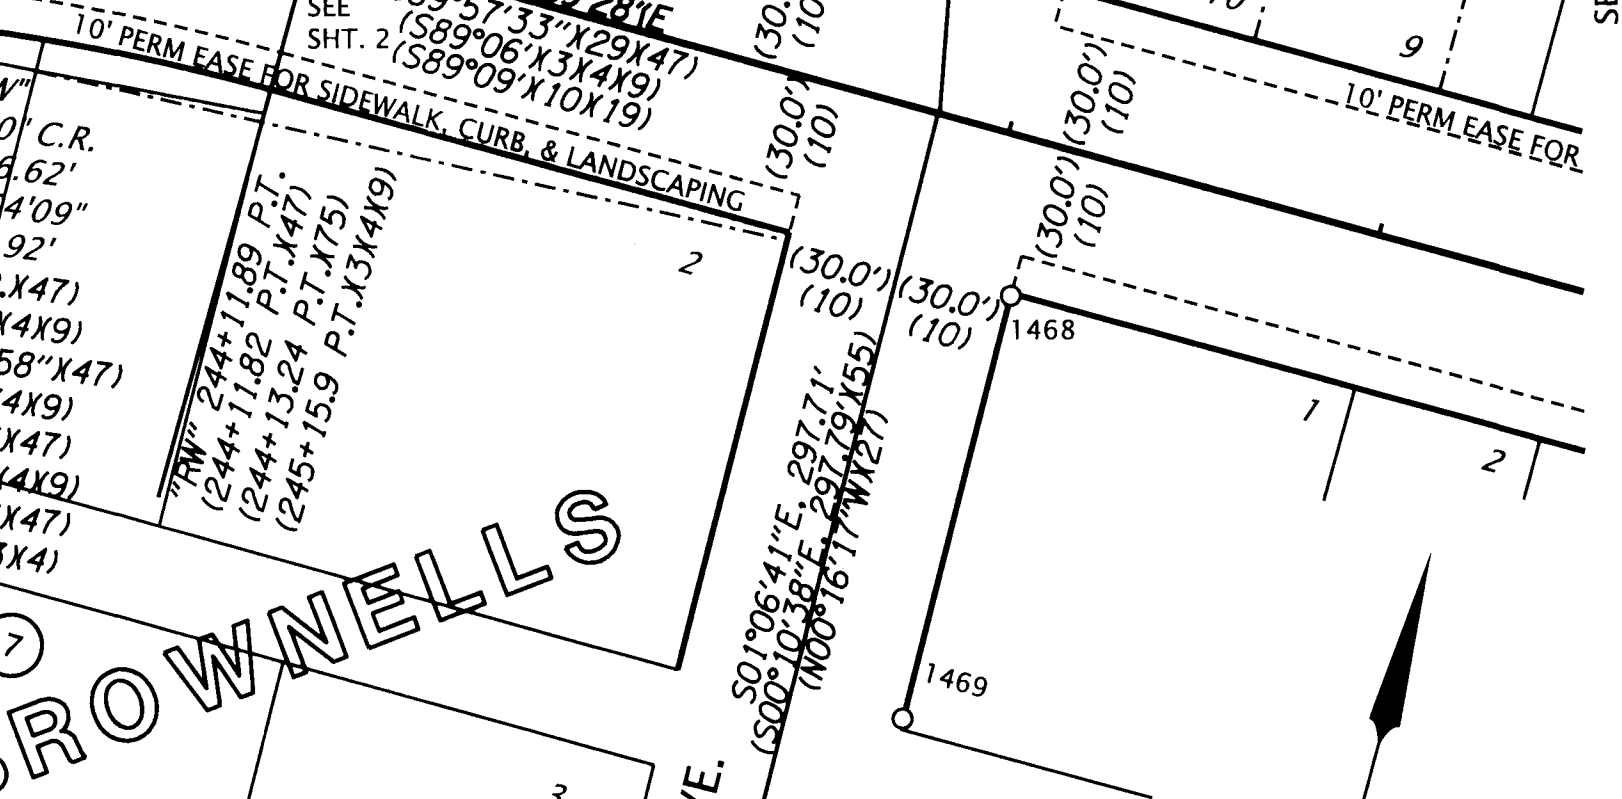 SEE
SHT. 2
28"E
57'33"X29X47)
(S89°06'X3X4X9)
(S89°09'X10X19)
10' PERM EASE FOR SIDEWALK, CURB, & LANDSCAPING
(30.
(10
(30.0')
(10)
(30.0')
(10)
(30.0')
(10)
9
10' PERM EASE FOR
SE
W"
0' C.R.
6.62'
4'09"
.92'
.X47)
X4X9)
58"X47)
4X9)
X47)
(4X9)
X47)
3X4)
"RW" 244+11.89 P.T.
(244+11.82 P.T.X47)
(244+13.24 P.T.X75)
(245+15.9 P.T.X3X4X9)
2
(30.0')
(10)
(30.0')
(10)
1468
1
2
S01°06'41"E, 297.71'
(S00°10'38"E, 297.79'X55)
(N00°16'17"WX27)
1469
7
BROWNELLS
3
VE.